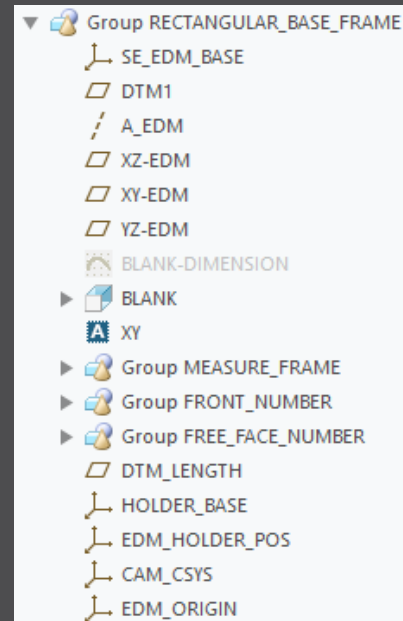 Group RECTANGULAR_BASE_FRAME
SE_EDM_BASE
DTM1
A_EDM
XZ-EDM
XY-EDM
YZ-EDM
BLANK-DIMENSION
BLANK
A XY
Group MEASURE_FRAME
Group FRONT_NUMBER
Group FREE_FACE_NUMBER
DTM_LENGTH
HOLDER_BASE
EDM_HOLDER_POS
CAM_CSYS
EDM_ORIGIN